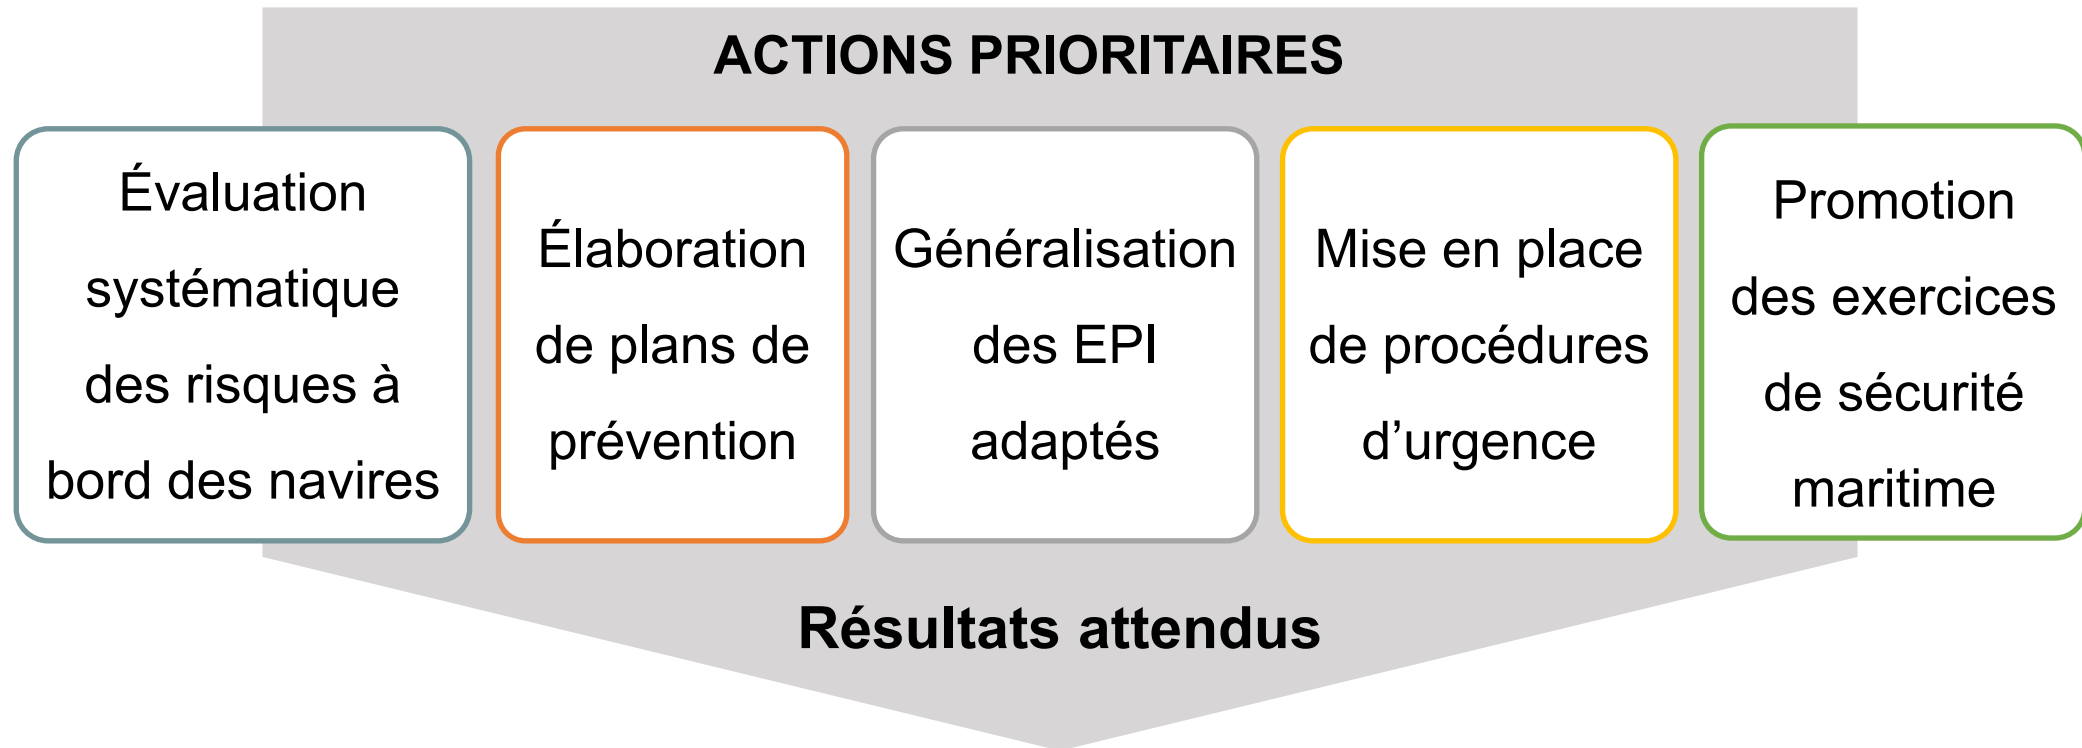 ACTIONS PRIORITAIRES
Évaluation
systématique
des risques à
bord des navires
Élaboration
de plans de
prévention
Généralisation
des EPI
adaptés
Mise en place
de procédures
d’urgence
Promotion
des exercices
de sécurité
maritime
Résultats attendus